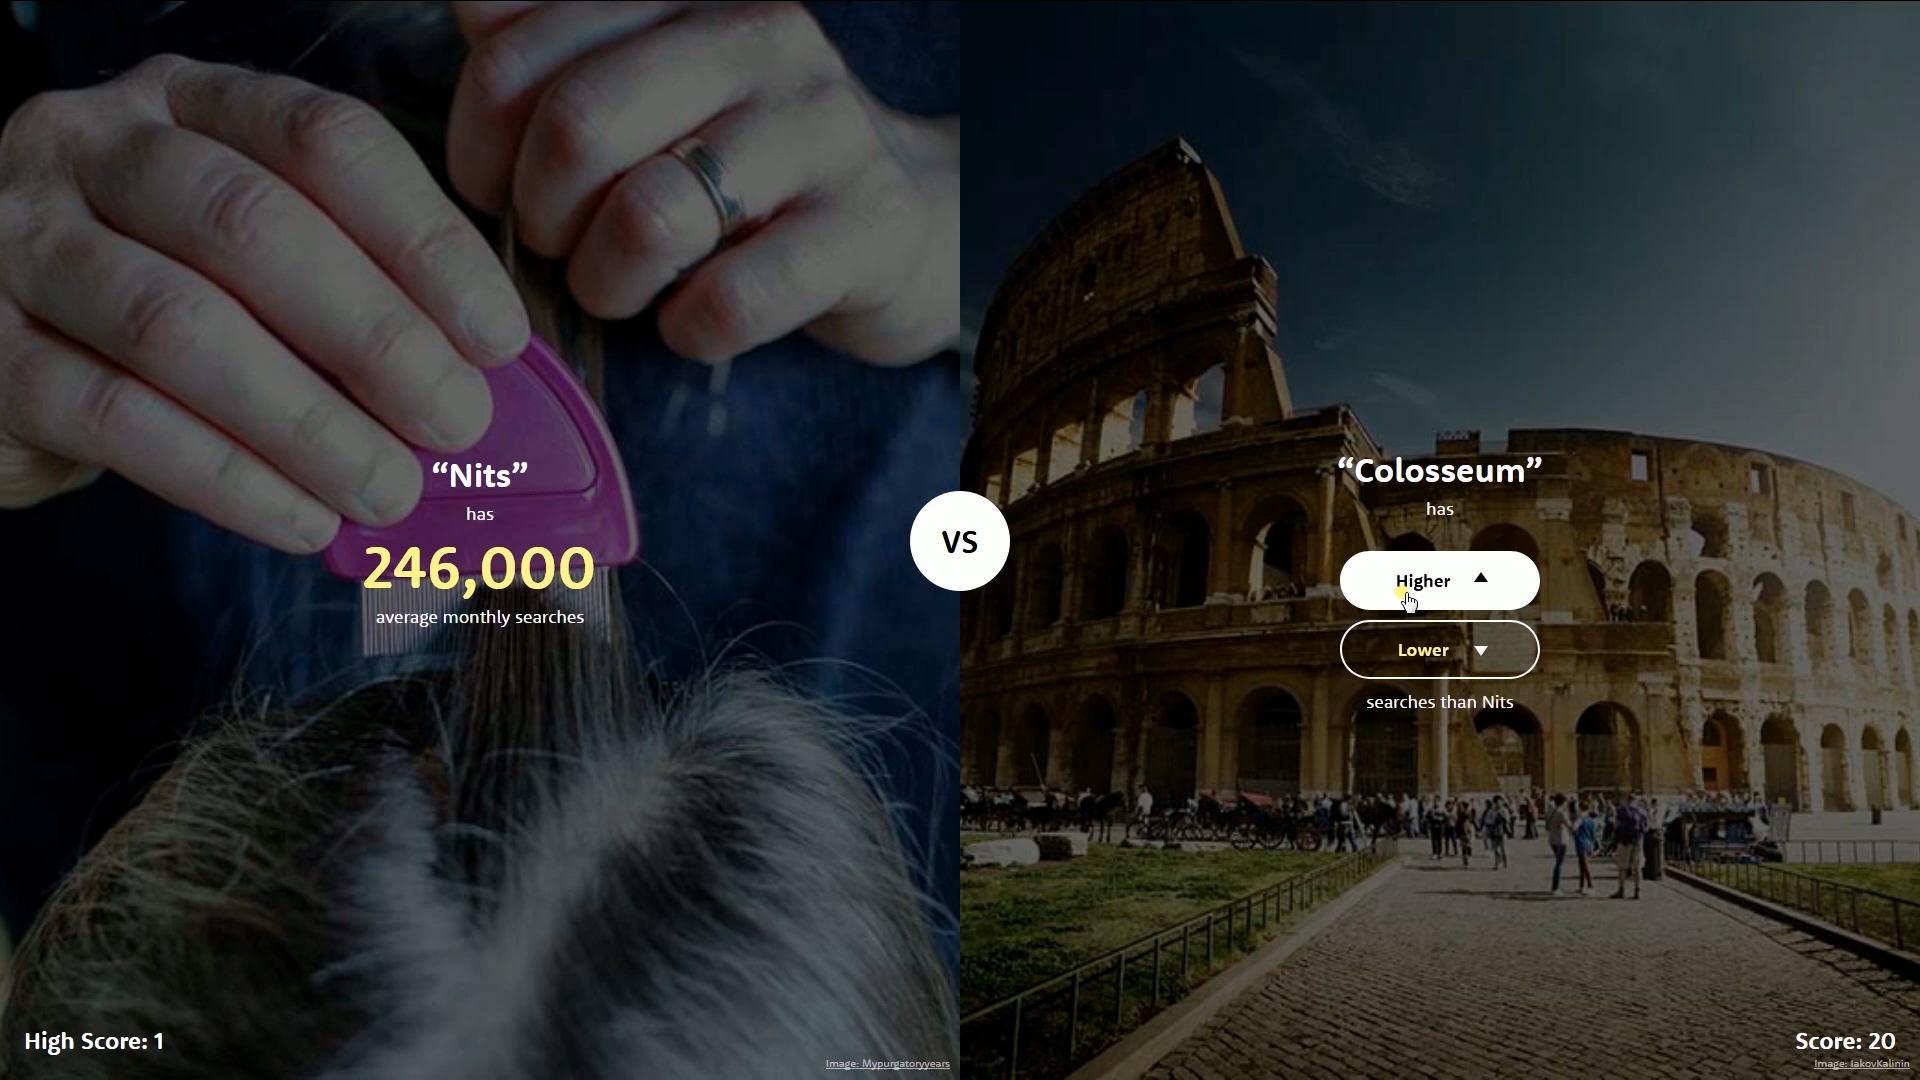 “Nits”
has
246,000
average monthly searches
VS
“Colosseum”
has
Higher
Lower
searches than Nits
High Score: 1
Image: Mypurgatoryyears
Score: 20
Image: IakovKalinin